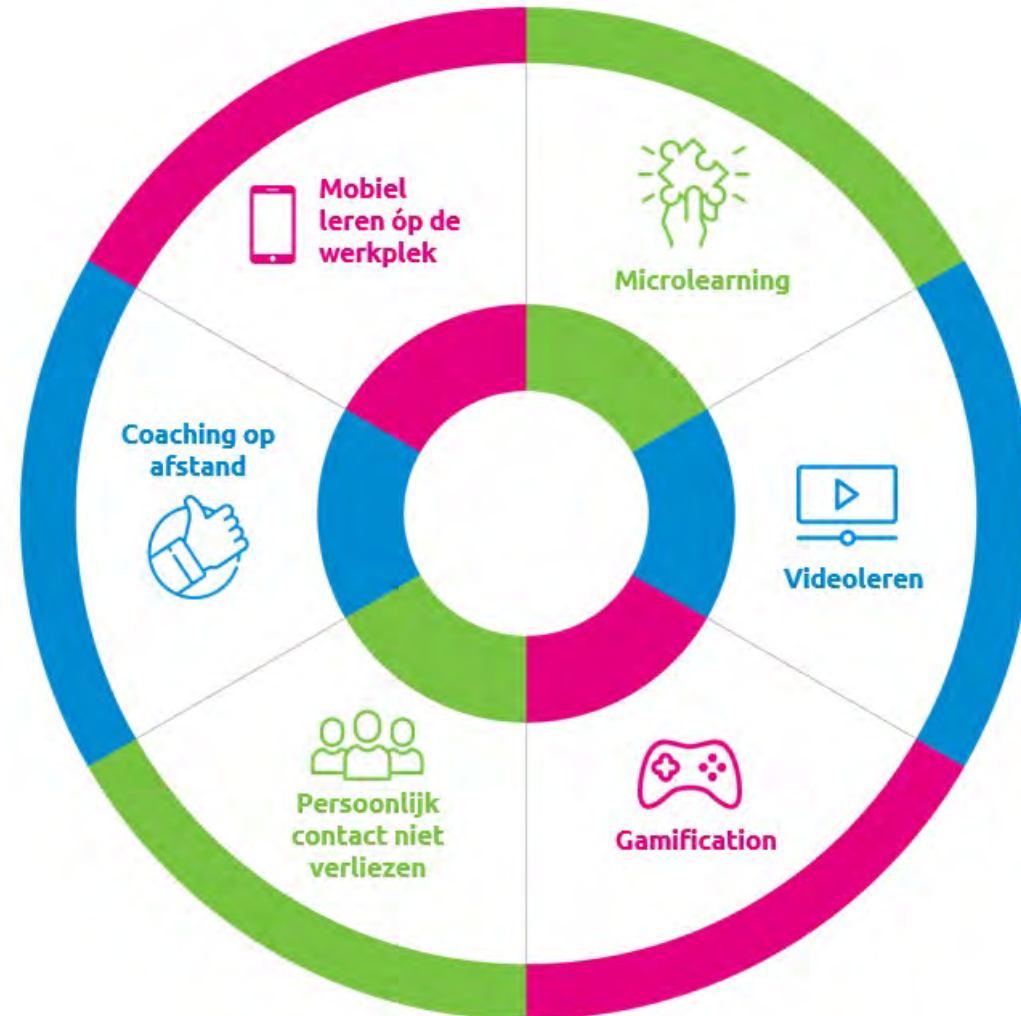 Mobiel
leren óp de
werkplek
Microlearning
Coaching op
afstand
Videoleren
Persoonlijk
contact niet
verliezen
Gamification